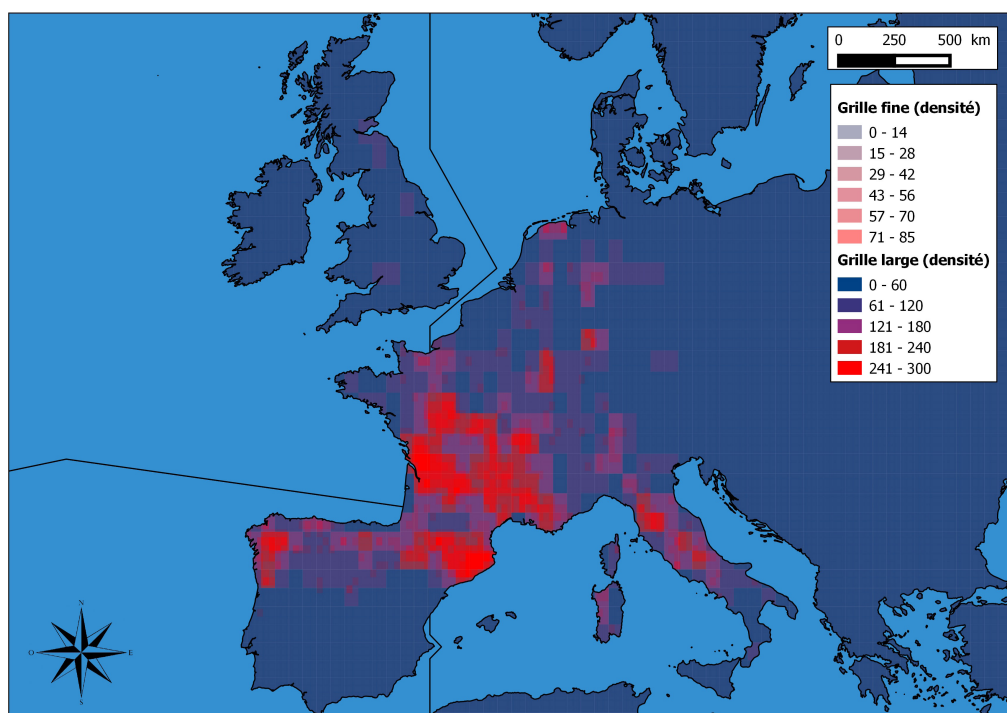 0 250 500 km
Grille fine (densité)
0 - 14
15 - 28
29 - 42
43 - 56
57 - 70
71 - 85
Grille large (densité)
0 - 60
61 - 120
121 - 180
181 - 240
241 - 300
N
O E
S